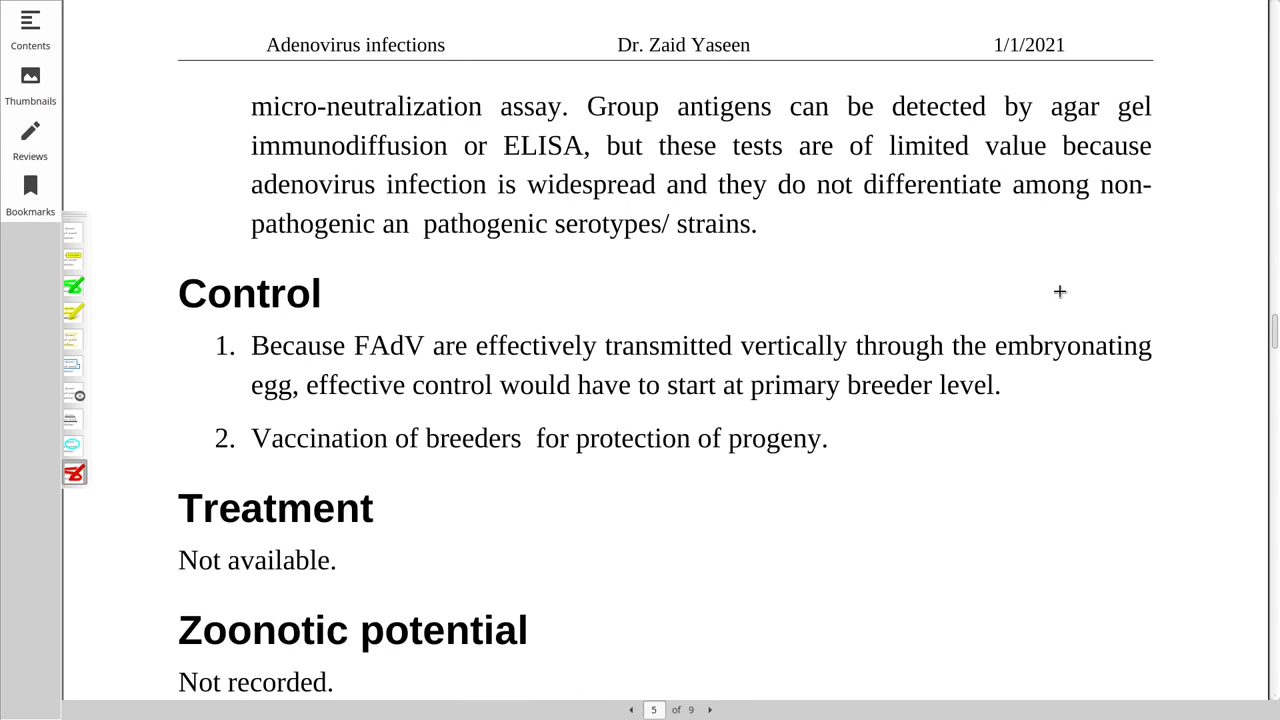 Contents
Thumbnails
Reviews
Bookmarks
Adenovirus infections Dr. Zaid Yaseen 1/1/2021
micro-neutralization assay. Group antigens can be detected by agar gel
immunodiffusion or ELISA, but these tests are of limited value because
adenovirus infection is widespread and they do not differentiate among non-
pathogenic an pathogenic serotypes/ strains.
Control
1. Because FAdV are effectively transmitted vertically through the embryonating
egg, effective control would have to start at primary breeder level.
2. Vaccination of breeders for protection of progeny.
Treatment
Not available.
Zoonotic potential
Not recorded.
5 of 9